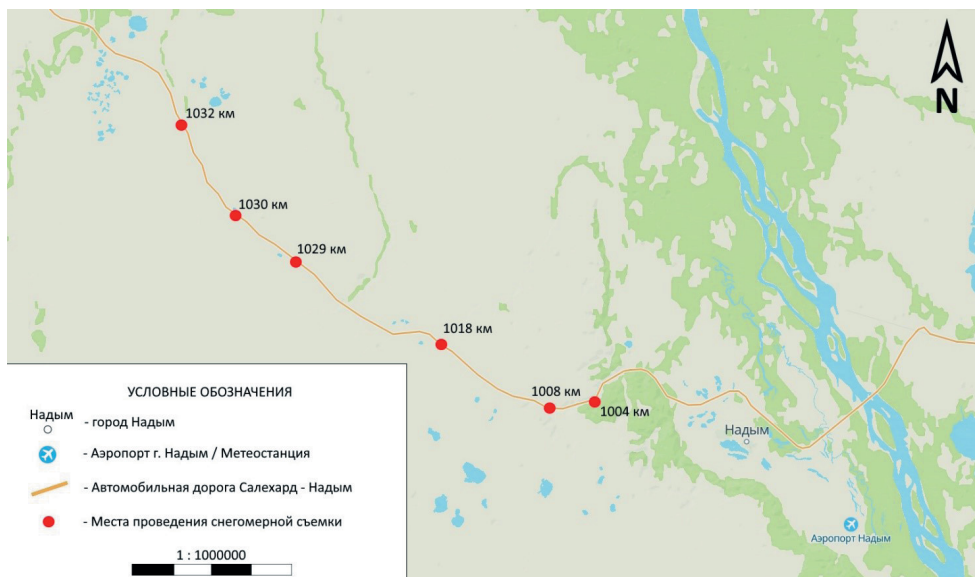 1032 км
N
1030 км
1029 км
1018 км
1008 км
1004 км
Надым
Аэропорт Надым
УСЛОВНЫЕ ОБОЗНАЧЕНИЯ
Надым
- город Надым
- Аэропорт г. Надым / Метеостанция
- Автомобильная дорога Салехард - Надым
- Места проведения снегомерной съемки
1 : 1000000